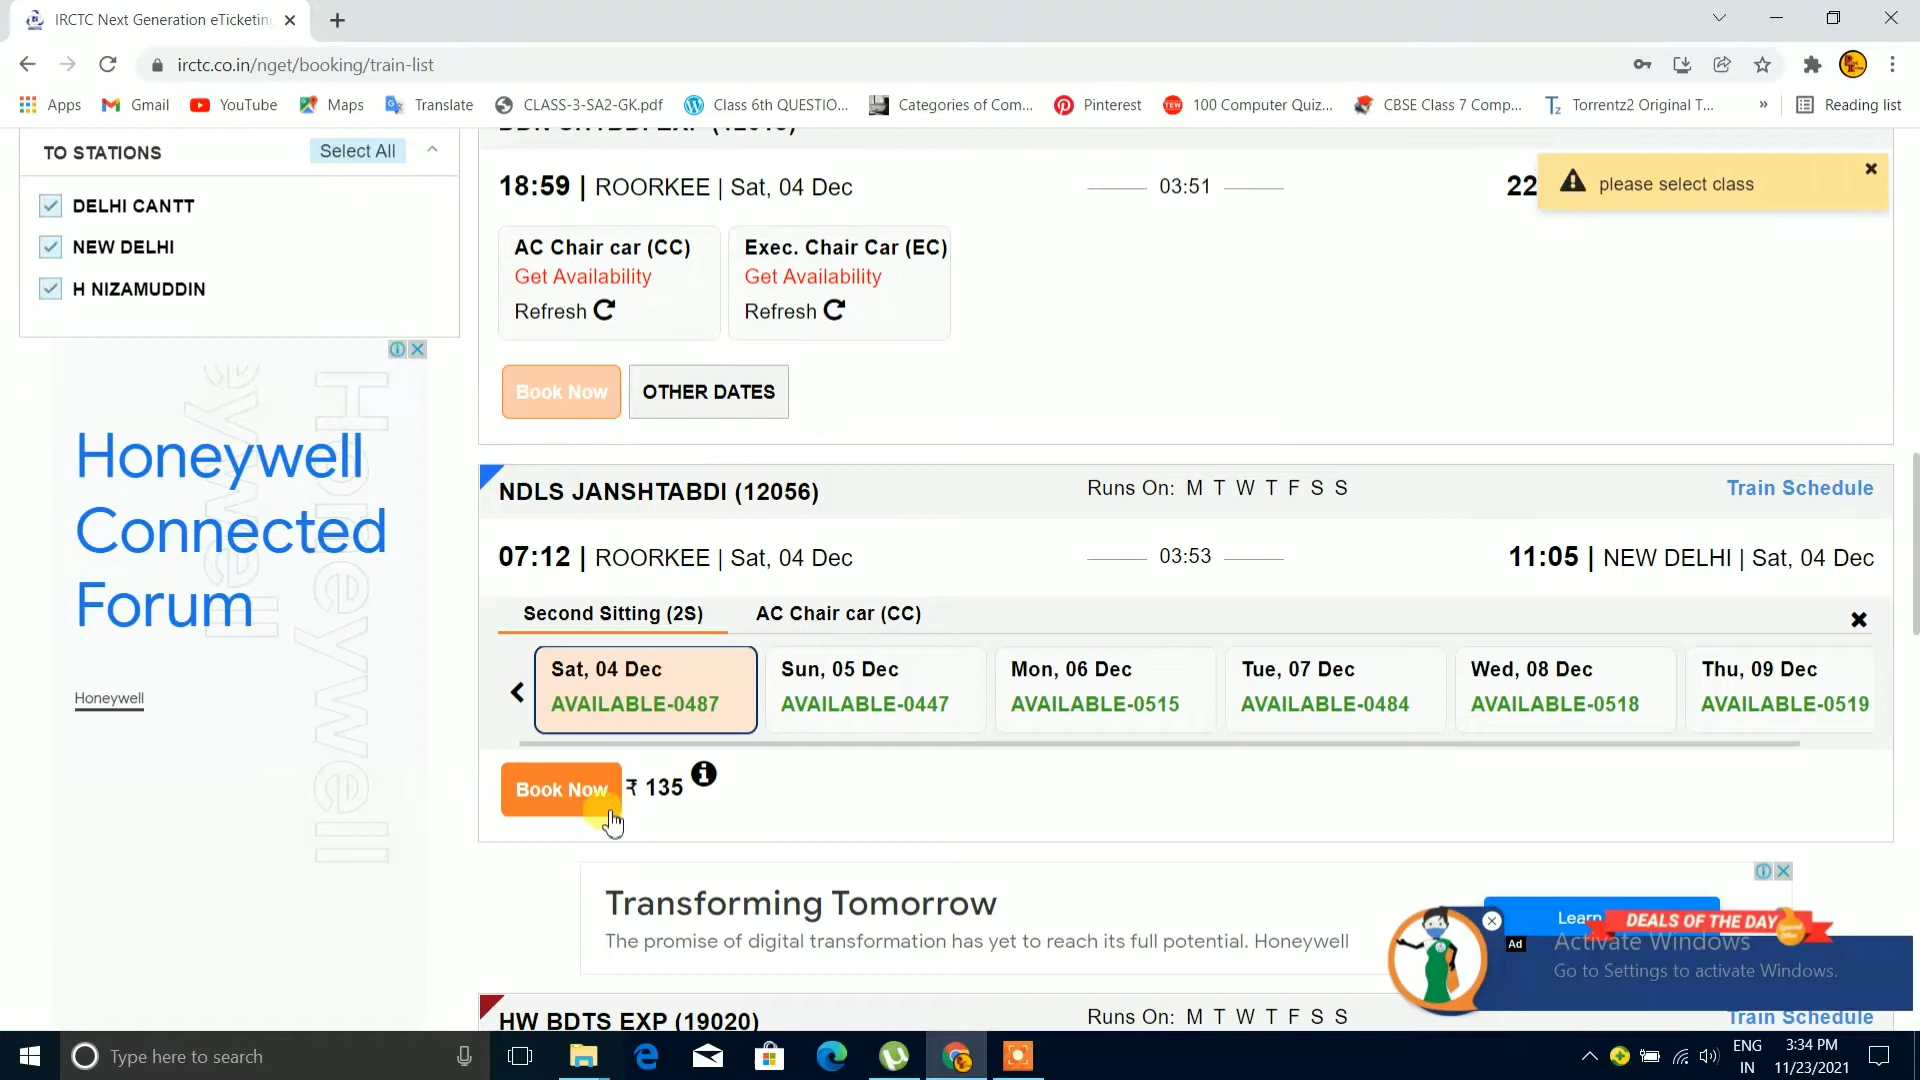 IRCTC Next Generation eTicketing
irctc.co.in/nget/booking/train-list
Apps Gmail YouTube Maps Translate CLASS-3-SA2-GK.pdf Class 6th QUESTIO... Categories of Com... Pinterest 100 Computer Quiz... CBSE Class 7 Comp... Torrentz2 Original T... » Reading list
TO STATIONS Select All
DELHI CANTT
NEW DELHI
H NIZAMUDDIN
Honeywell
Connected
Forum
Honeywell
18:59 | ROORKEE | Sat, 04 Dec 03:51 22
please select class
AC Chair car (CC) Exec. Chair Car (EC)
Get Availability Get Availability
Refresh Refresh
Book Now OTHER DATES
NDLS JANSHTABDI (12056) Runs On: M T W T F S S Train Schedule
07:12 | ROORKEE | Sat, 04 Dec 03:53 11:05 | NEW DELHI | Sat, 04 Dec
Second Sitting (2S) AC Chair car (CC)
Sat, 04 Dec Sun, 05 Dec Mon, 06 Dec Tue, 07 Dec Wed, 08 Dec Thu, 09 Dec
AVAILABLE-0487 AVAILABLE-0447 AVAILABLE-0515 AVAILABLE-0484 AVAILABLE-0518 AVAILABLE-0519
Book Now ₹ 135
Transforming Tomorrow
The promise of digital transformation has yet to reach its full potential. Honeywell
Learn
DEALS OF THE DAY
Ad
Activate Windows
Go to Settings to activate Windows.
HW BDTS EXP (19020) Runs On: M T W T F S S Train Schedule
Type here to search
ENG
IN
3:34 PM
11/23/2021